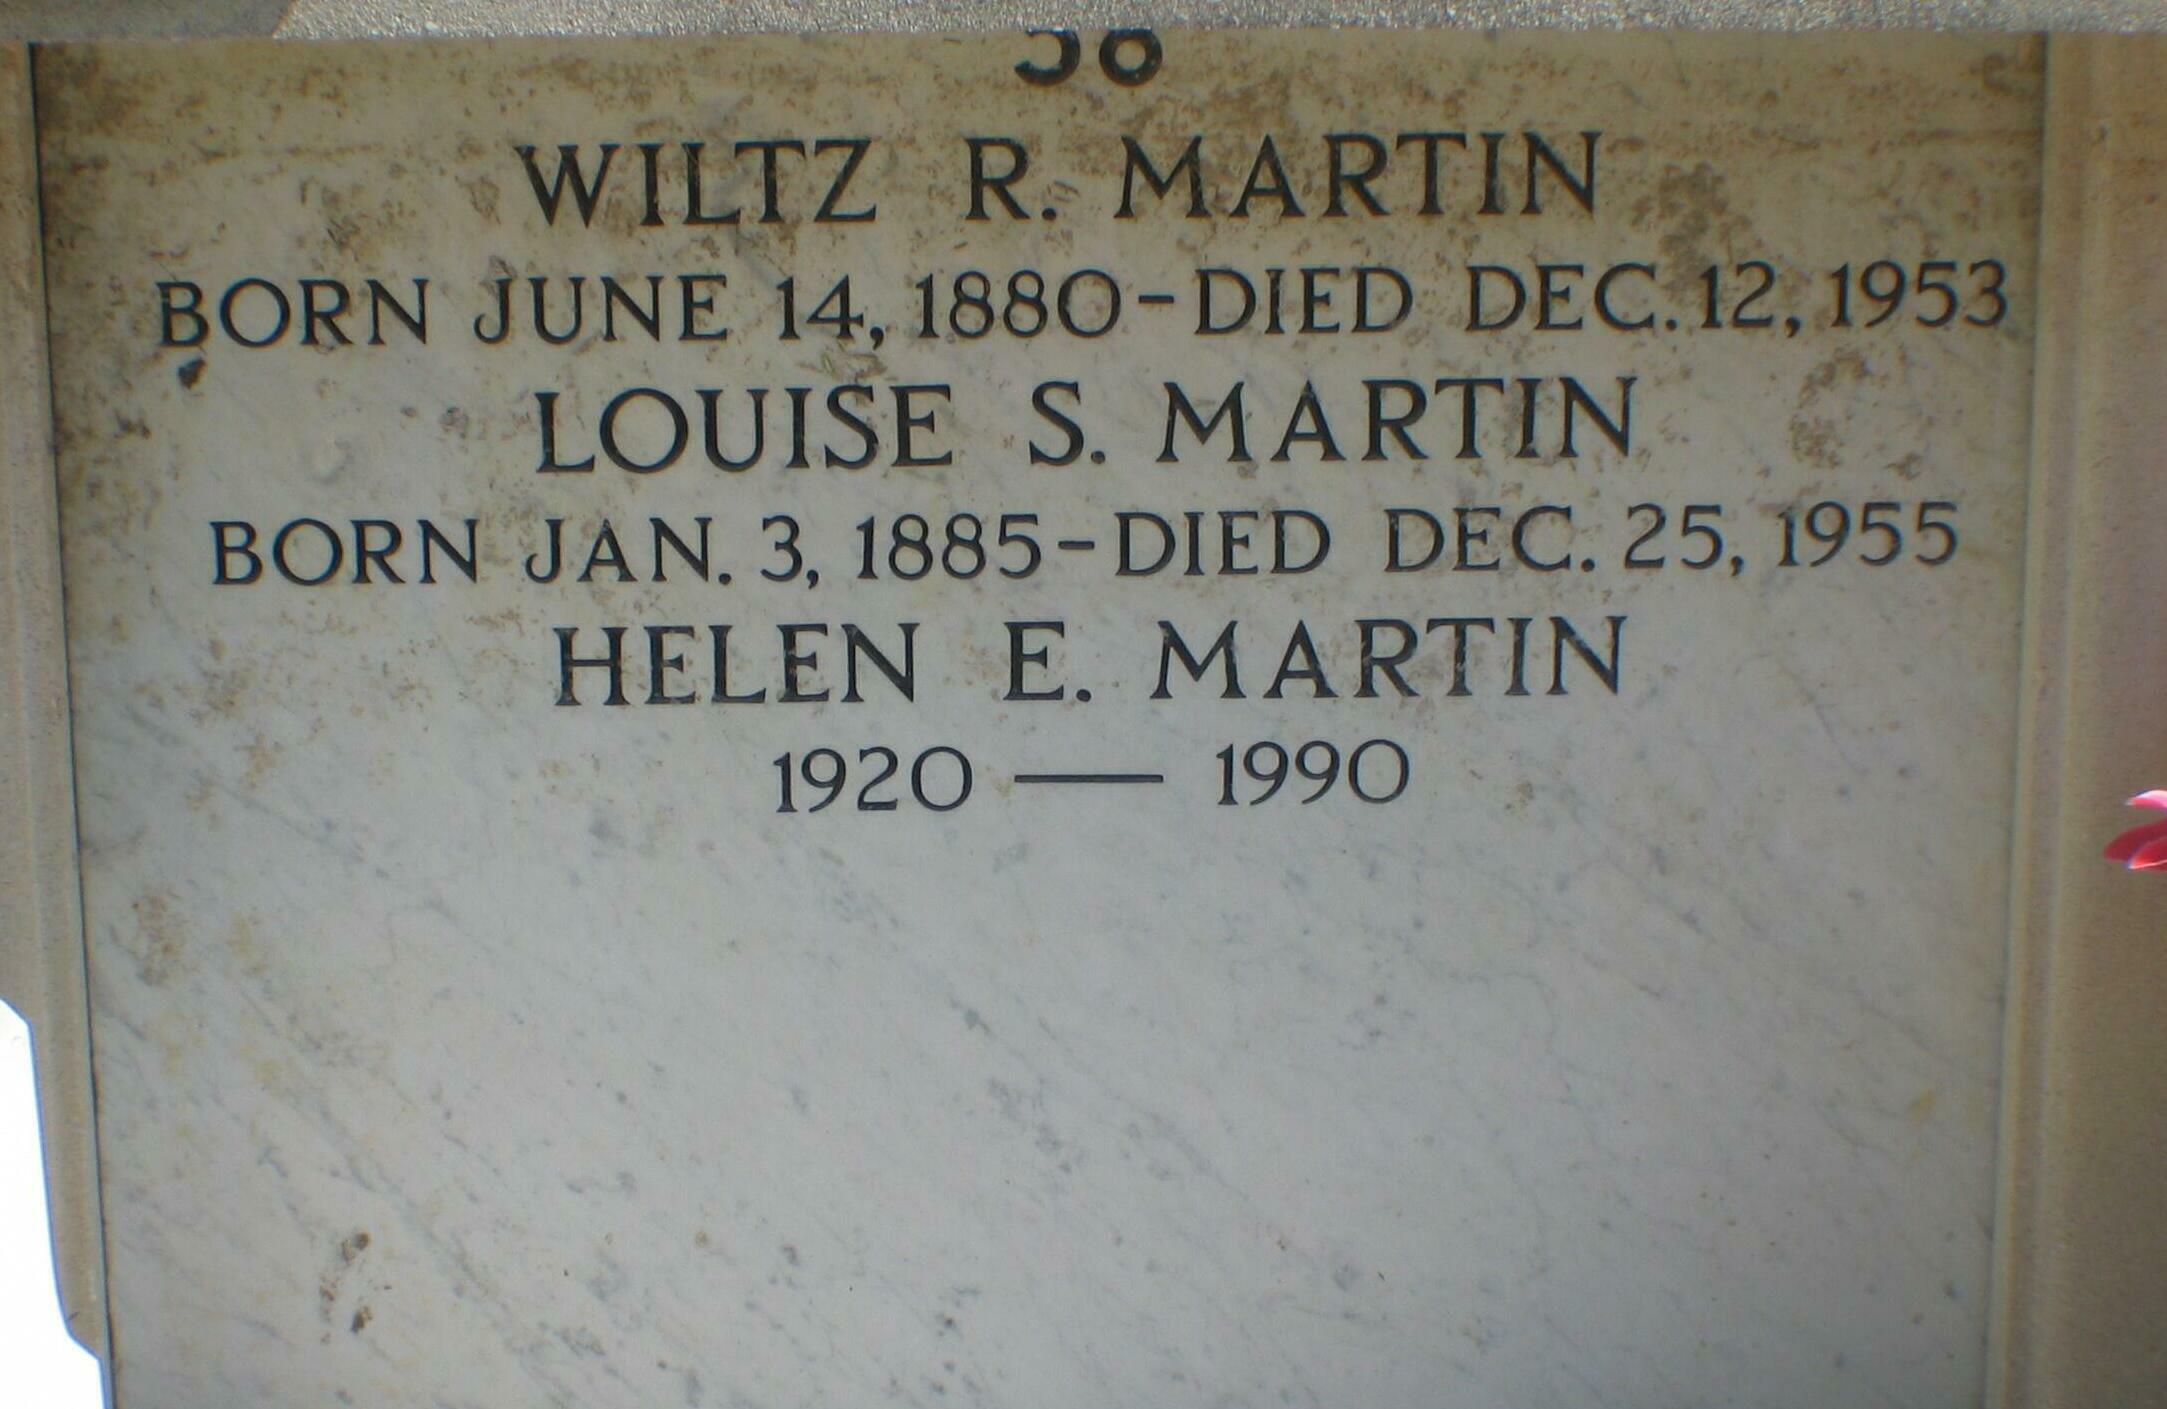 WILTZ R. MARTIN
BORN JUNE 14, 1880-DIED DEC. 12, 1953
LOUISE S. MARTIN
BORN JAN. 3, 1885-DIED DEC. 25, 1955
HELEN E. MARTIN
1920 — 1990